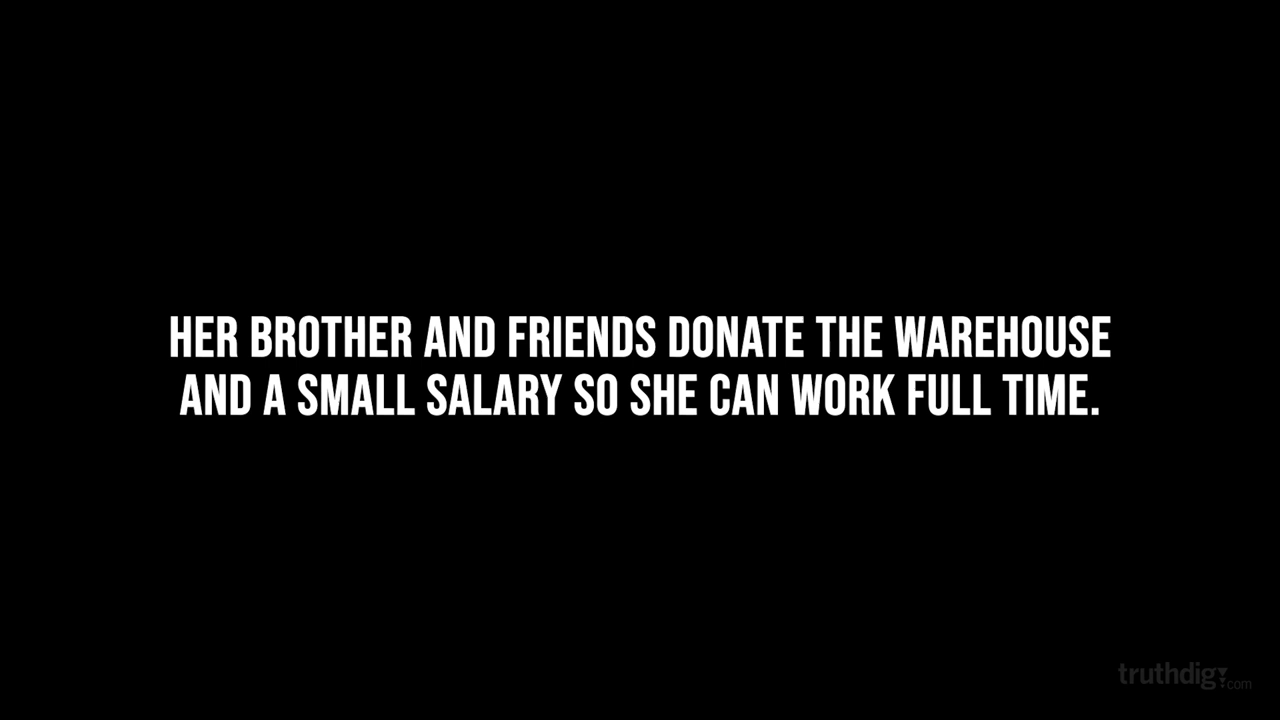 HER BROTHER AND FRIENDS DONATE THE WAREHOUSE
AND A SMALL SALARY SO SHE CAN WORK FULL TIME.
truthdig.com